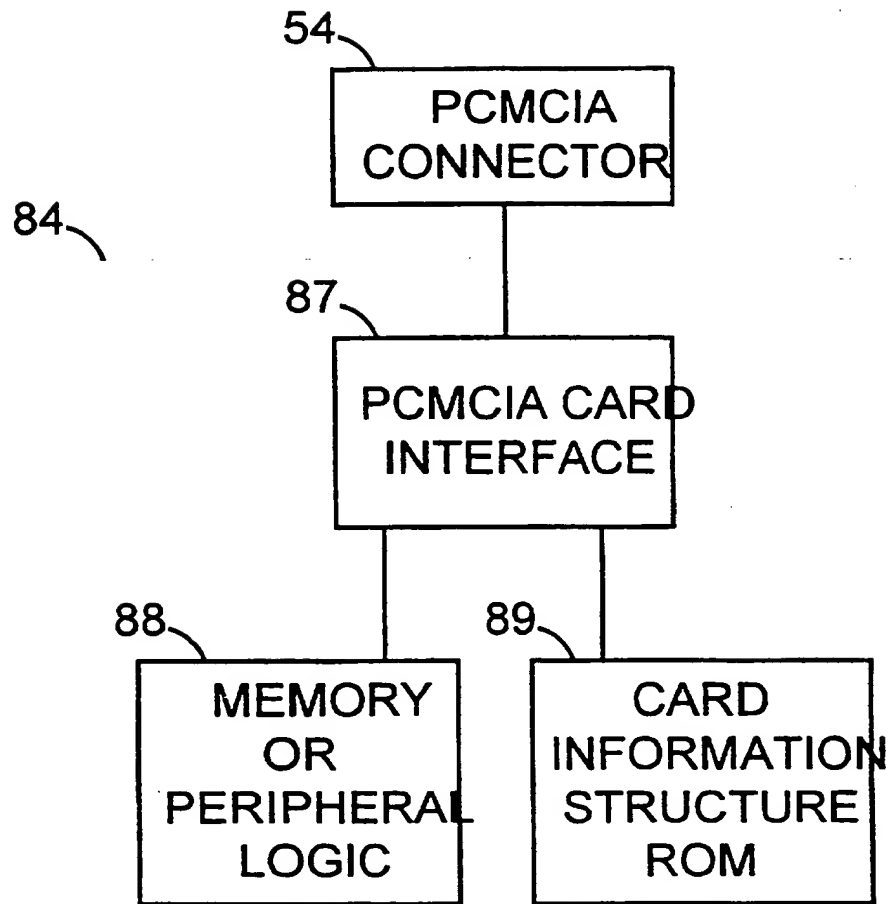 54
PCMCIA
CONNECTOR
84
87
PCMCIA CARD
INTERFACE
88
MEMORY
OR
PERIPHERAL
LOGIC
89
CARD
INFORMATION
STRUCTURE
ROM